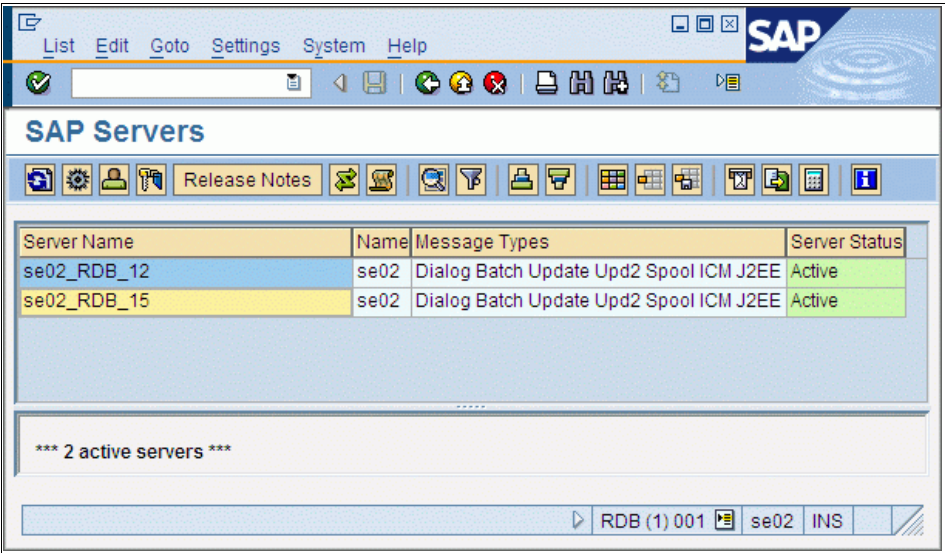 List Edit Goto Settings System Help
SAP
SAP Servers
Release Notes
Server Name Name Message Types Server Status
se02_RDB_12 se02 Dialog Batch Update Upd2 Spool ICM J2EE Active
se02_RDB_15 se02 Dialog Batch Update Upd2 Spool ICM J2EE Active
*** 2 active servers ***
RDB (1) 001 se02 INS